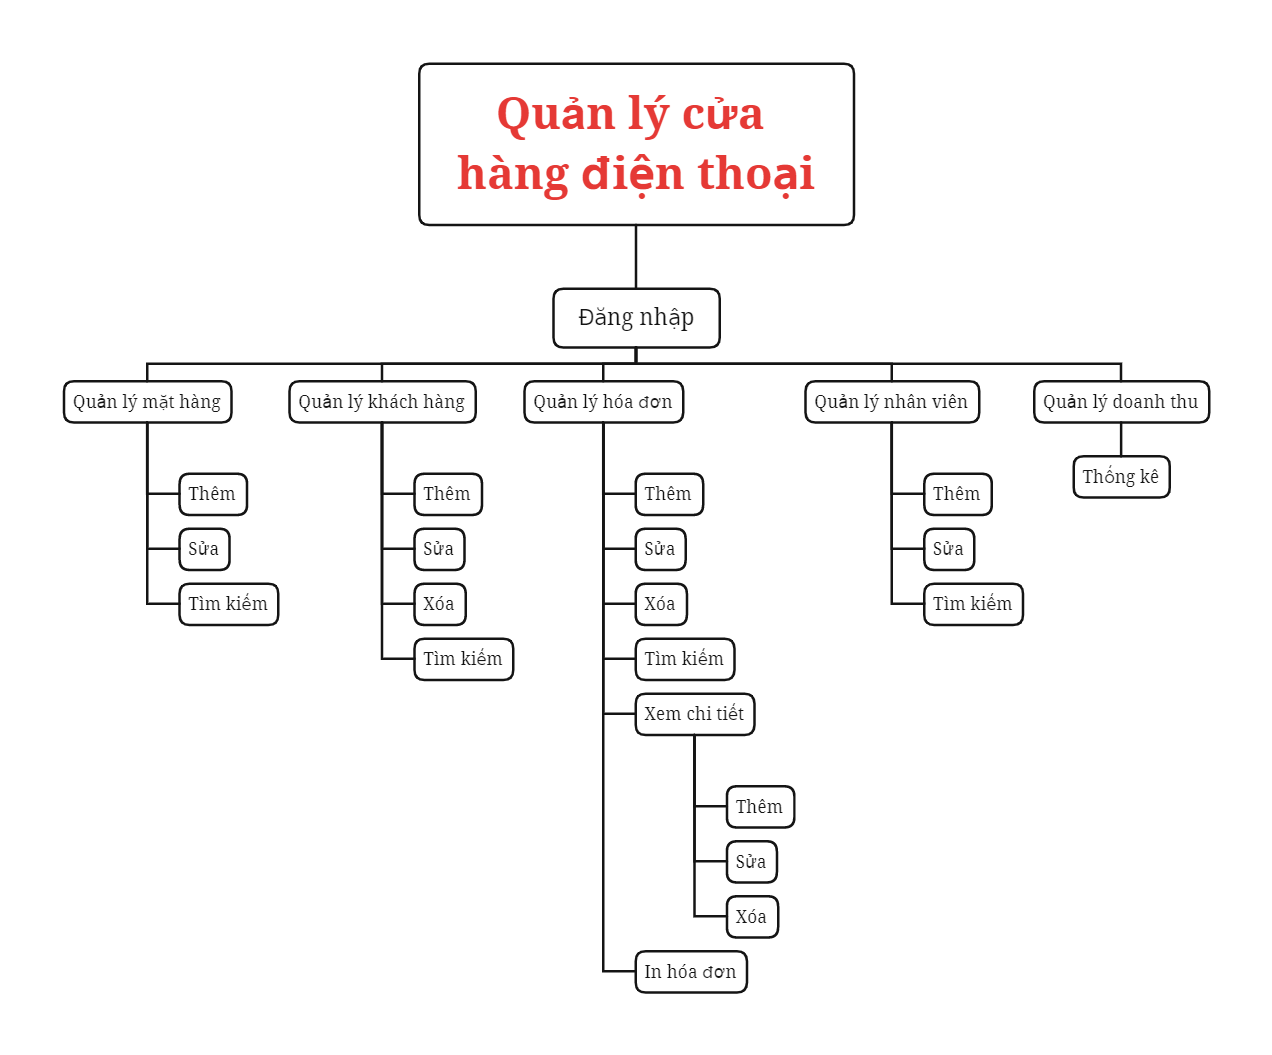 Quản lý cửa
hàng điện thoại
Đăng nhập
Quản lý mặt hàng
Quản lý khách hàng
Quản lý hóa đơn
Quản lý nhân viên
Quản lý doanh thu
Thêm
Sửa
Tìm kiếm
Thêm
Sửa
Xóa
Tìm kiếm
Thêm
Sửa
Xóa
Tìm kiếm
Xem chi tiết
Thêm
Sửa
Xóa
In hóa đơn
Thêm
Sửa
Tìm kiếm
Thống kê